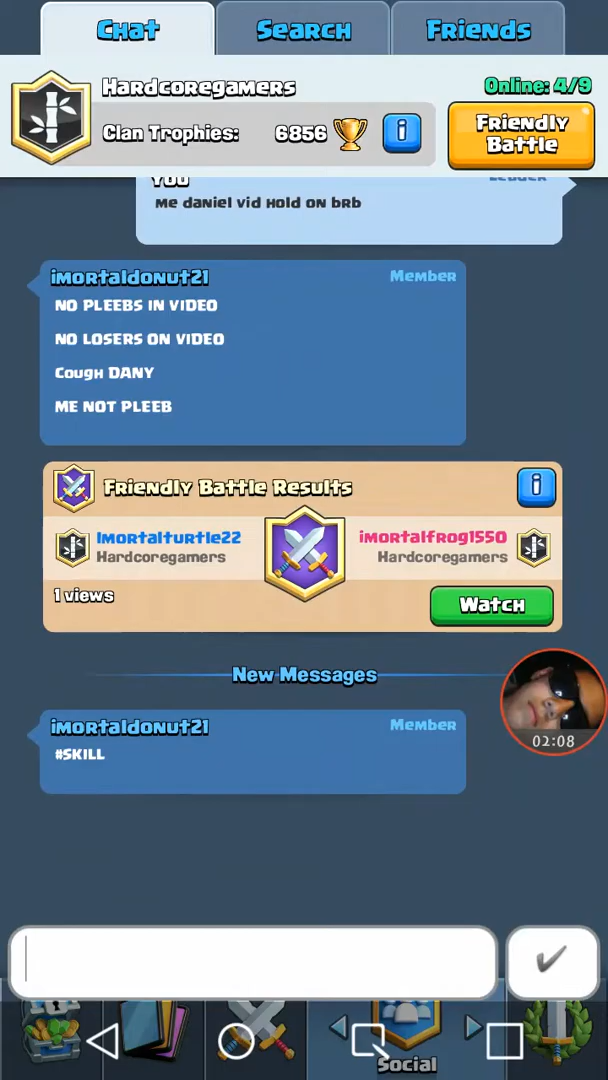 Chat
Search
Friends
Hardcoregamers
Online: 4/9
Clan Trophies: 6856
Friendly
Battle
You
Leader
Me daniel vid Hold on brb
imortaldonut21
Member
NO PLEEBS IN VIDEO
NO LOSERS ON VIDEO
Cough DANY
ME NOT PLEEB
Friendly Battle Results
Imortalturtle22
imortalfrog1550
Hardcoregamers
Hardcoregamers
1 views
Watch
New Messages
imortaldonut21
Member
#SKILL
02:08
Social